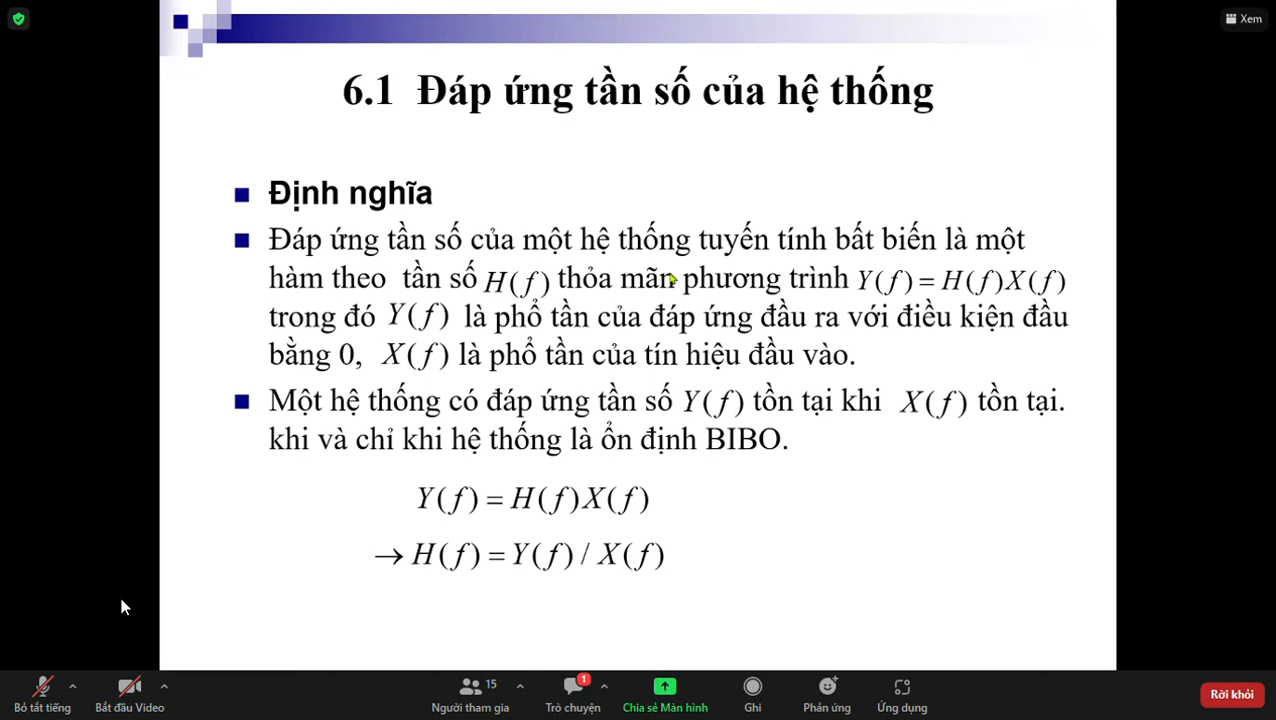 Xem
6.1 Đáp ứng tần số của hệ thống
Định nghĩa
Đáp ứng tần số của một hệ thống tuyến tính bất biến là một
hàm theo tần số H(f) thỏa mãn phương trình Y(f) = H(f)X(f)
trong đó Y(f) là phổ tần của đáp ứng đầu ra với điều kiện đầu
bằng 0, X(f) là phổ tần của tín hiệu đầu vào.
Một hệ thống có đáp ứng tần số Y(f) tồn tại khi X(f) tồn tại.
khi và chỉ khi hệ thống là ổn định BIBO.
Y(f) = H(f)X(f)
→ H(f) = Y(f) / X(f)
15
1
Bỏ tắt tiếng
Bắt đầu Video
Người tham gia
Trò chuyện
Chia sẻ Màn hình
Ghi
Phản ứng
Ứng dụng
Rời khỏi